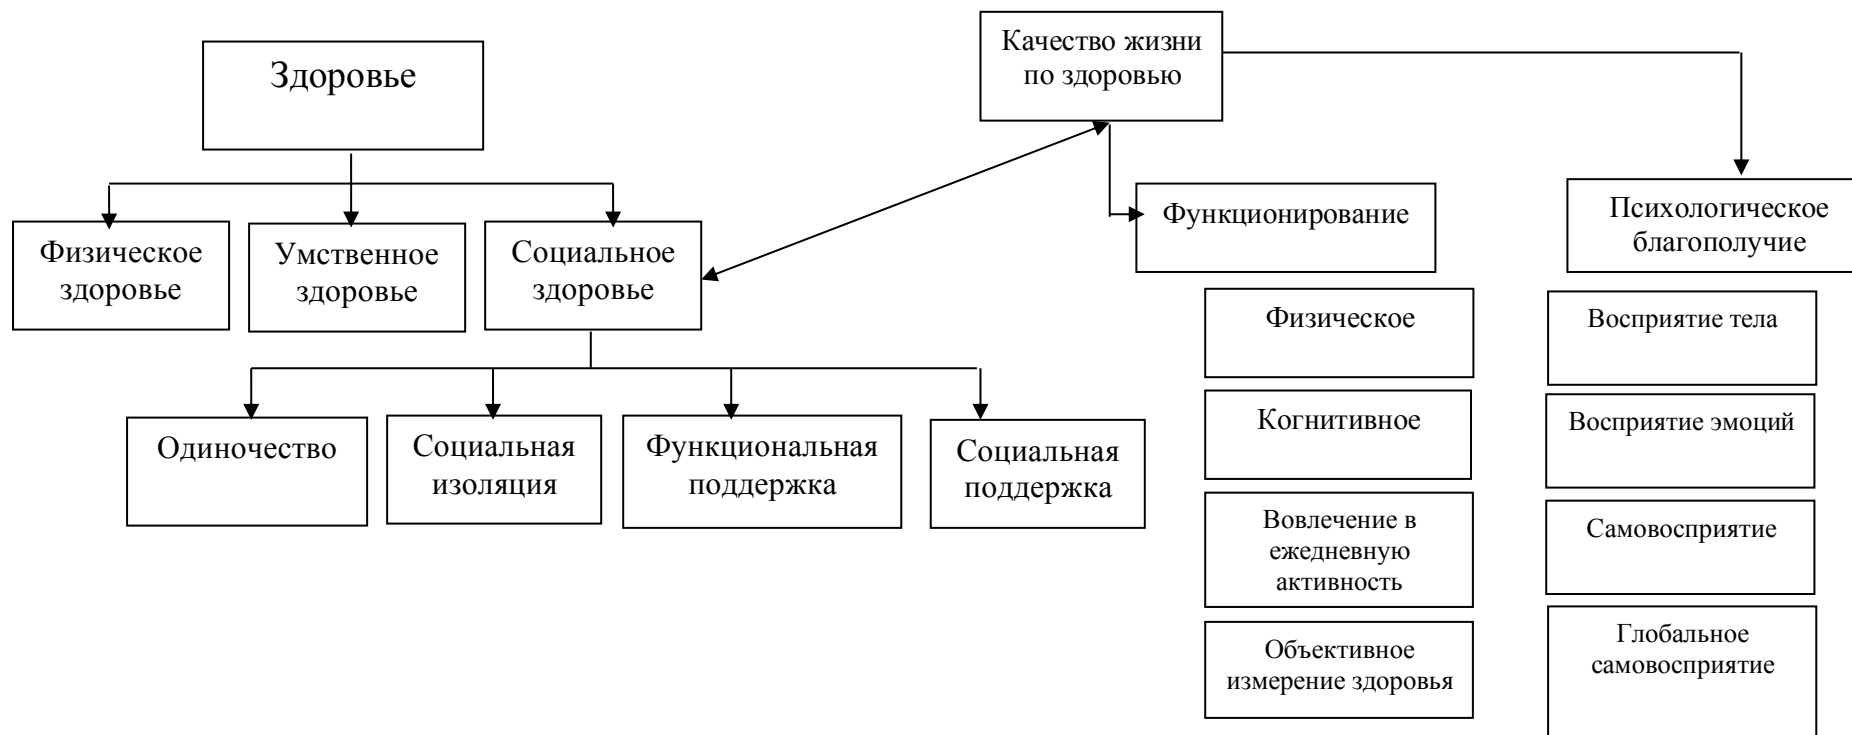 Здоровье
Качество жизни
по здоровью
Физическое
здоровье
Умственное
здоровье
Социальное
здоровье
Функционирование
Психологическое
благополучие
Одиночество
Социальная
изоляция
Функциональная
поддержка
Социальная
поддержка
Физическое
Когнитивное
Вовлечение в
ежедневную
активность
Объективное
измерение здоровья
Восприятие тела
Восприятие эмоций
Самовосприятие
Глобальное
самовосприятие